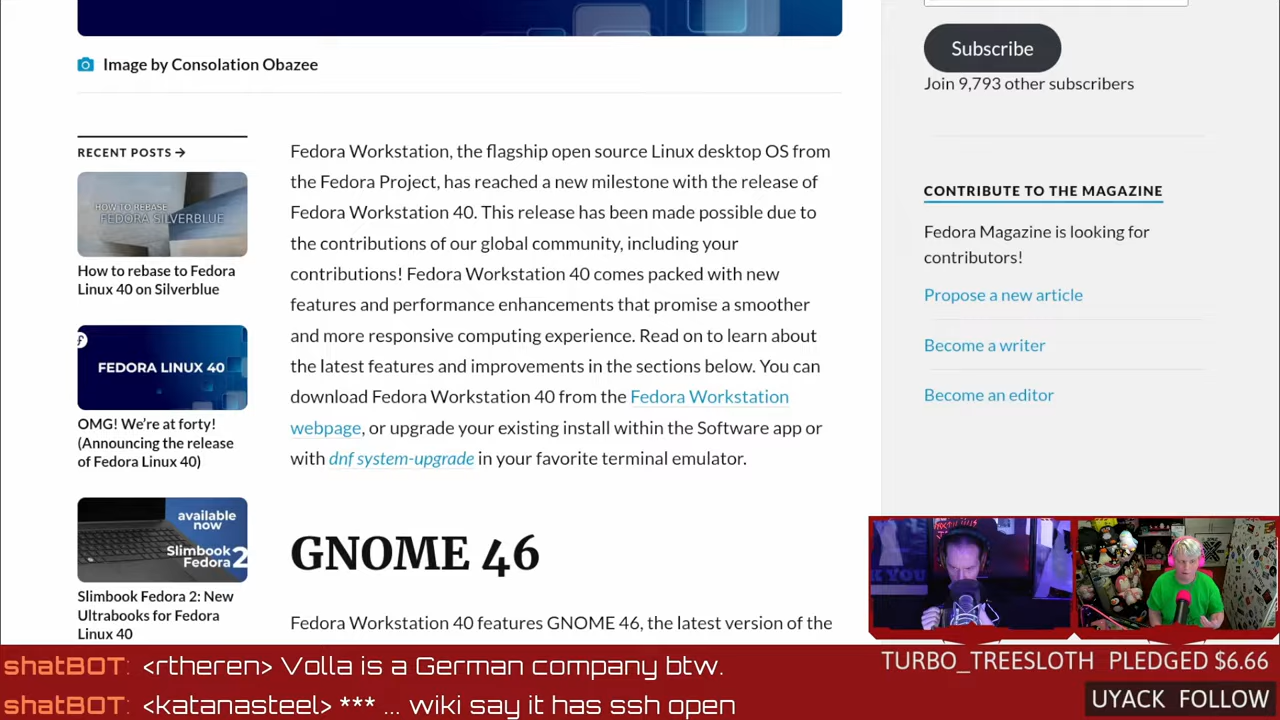 Image by Consolation Obazee
RECENT POSTS →
HOW TO REBASE
FEDORA SILVERBLUE
How to rebase to Fedora
Linux 40 on Silverblue
FEDORA LINUX 40
OMG! We’re at forty!
(Announcing the release
of Fedora Linux 40)
available
now
Slimbook
Fedora 2
Slimbook Fedora 2: New
Ultrabooks for Fedora
Linux 40
Fedora Workstation, the flagship open source Linux desktop OS from
the Fedora Project, has reached a new milestone with the release of
Fedora Workstation 40. This release has been made possible due to
the contributions of our global community, including your
contributions! Fedora Workstation 40 comes packed with new
features and performance enhancements that promise a smoother
and more responsive computing experience. Read on to learn about
the latest features and improvements in the sections below. You can
download Fedora Workstation 40 from the Fedora Workstation
webpage, or upgrade your existing install within the Software app or
with dnf system-upgrade in your favorite terminal emulator.
GNOME 46
Fedora Workstation 40 features GNOME 46, the latest version of the
Subscribe
Join 9,793 other subscribers
CONTRIBUTE TO THE MAGAZINE
Fedora Magazine is looking for
contributors!
Propose a new article
Become a writer
Become an editor
shatBOT: <rtheren> Volla is a German company btw.
shatBOT: <katanasteel> *** ... wiki say it has ssh open
TURBO_TREESLOTH PLEDGED $6.66
UYACK FOLLOW